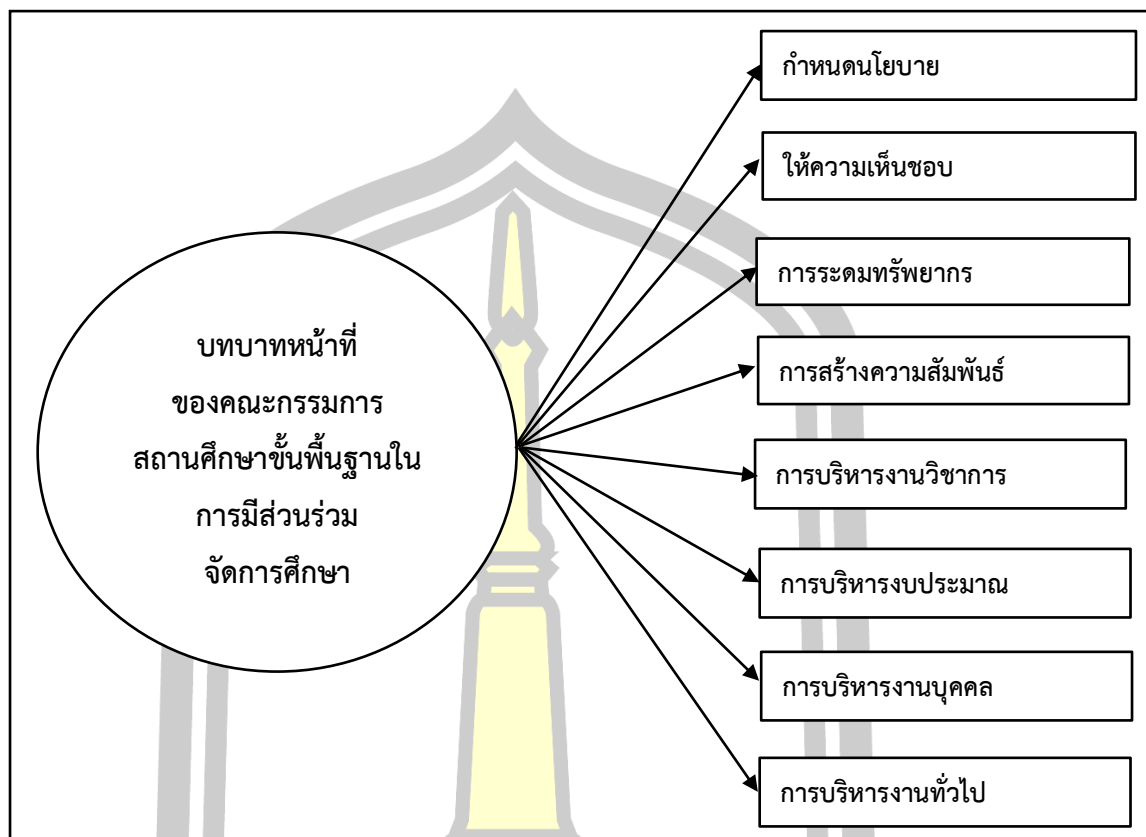 บทบาทหน้าที่
ของคณะกรรมการ
สถานศึกษาขั้นพื้นฐานใน
การมีส่วนร่วม
จัดการศึกษา
กำหนดนโยบาย
ให้ความเห็นชอบ
การระดมทรัพยากร
การสร้างความสัมพันธ์
การบริหารงานวิชาการ
การบริหารงบประมาณ
การบริหารงานบุคคล
การบริหารงานทั่วไป